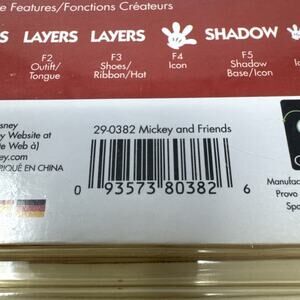 e Features/Fonctions Créateurs
S LAYERS LAYERS SHADOW
F2 F3 F4 F5
Outfit/ Shoes/ Icon Shadow
Tongue Ribbon/Hat Base/Icon
sney
y Website at
te Web à)
ey.com
RIQUÉ EN CHINA
29-0382 Mickey and Friends
0 93573 80382 6
Manufac
Provo
Spa